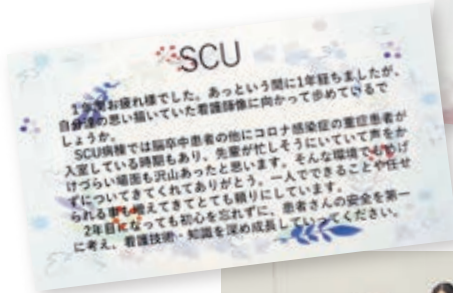 SCU
1年間お疲れ様でした。あっという間に1年経ちましたが、
自分達の思い描いていた看護師像に向かって歩めているで
しょうか。
SCU病棟では脳卒中患者の他にコロナ感染症の重症患者が
入室している時期もあり、先輩が忙しそうにいていて声をか
けづらい場面も沢山あったと思います。そんな環境でもめげ
ずについてきてくれてありがとう。一人でできることや任せ
られる事も増えてきてとても頼りにしています。
2年目になっても初心を忘れずに、患者さんの安全を第一
に考え、看護技術・知識を深め成長していってください。